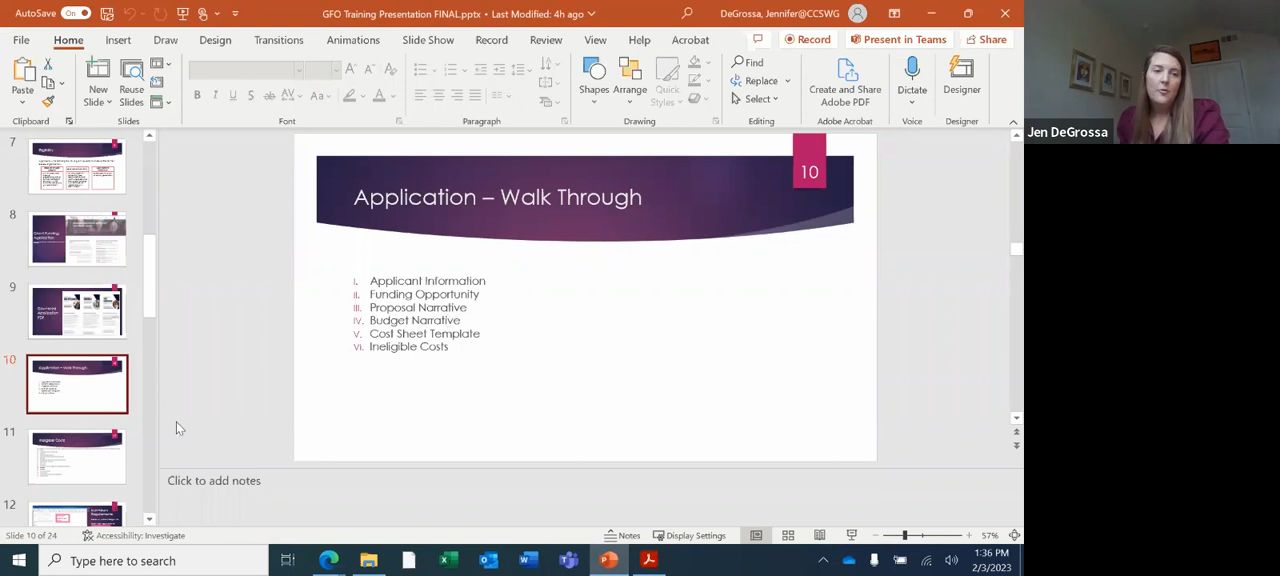 AutoSave On
GFO Training Presentation FINAL.pptx • Last Modified: 4h ago
DeGrossa, Jennifer@CCSWG
File Home Insert Draw Design Transitions Animations Slide Show Record Review View Help Acrobat
Record Present in Teams Share
Paste
New Slide
Reuse Slides
Find
Replace
Select
Shapes Arrange Quick Styles
Create and Share Adobe PDF
Dictate
Designer
Clipboard Slides Font Paragraph Drawing Editing Adobe Acrobat Voice Designer
Jen DeGrossa
7
8
9
10
11
12
10
Application – Walk Through
I. Applicant Information
II. Funding Opportunity
III. Proposal Narrative
IV. Budget Narrative
V. Cost Sheet Template
VI. Ineligible Costs
Application – Walk Through
Ineligible Costs
Click to add notes
Slide 10 of 24 Accessibility: Investigate Notes Display Settings 57%
Type here to search
1:36 PM
2/3/2023